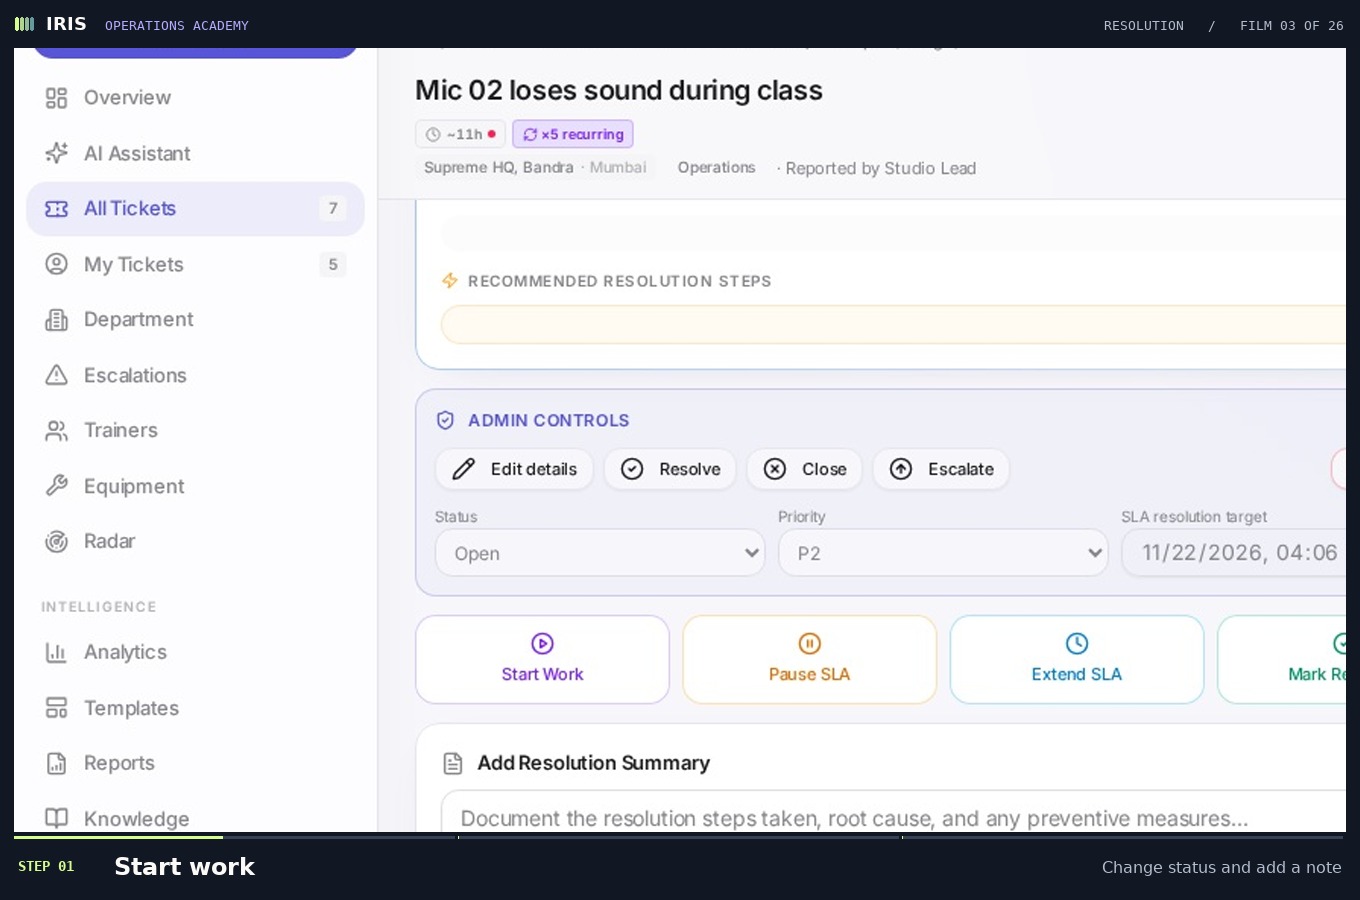 IRIS OPERATIONS ACADEMY
RESOLUTION / FILM 03 OF 26
Overview
AI Assistant
All Tickets 7
My Tickets 5
Department
Escalations
Trainers
Equipment
Radar
INTELLIGENCE
Analytics
Templates
Reports
Knowledge
Mic 02 loses sound during class
~11h ×5 recurring
Supreme HQ, Bandra · Mumbai Operations · Reported by Studio Lead
RECOMMENDED RESOLUTION STEPS
ADMIN CONTROLS
Edit details Resolve Close Escalate
Status Priority SLA resolution target
Open P2 11/22/2026, 04:06
Start Work Pause SLA Extend SLA Mark Re
Add Resolution Summary
Document the resolution steps taken, root cause, and any preventive measures...
STEP 01 Start work Change status and add a note